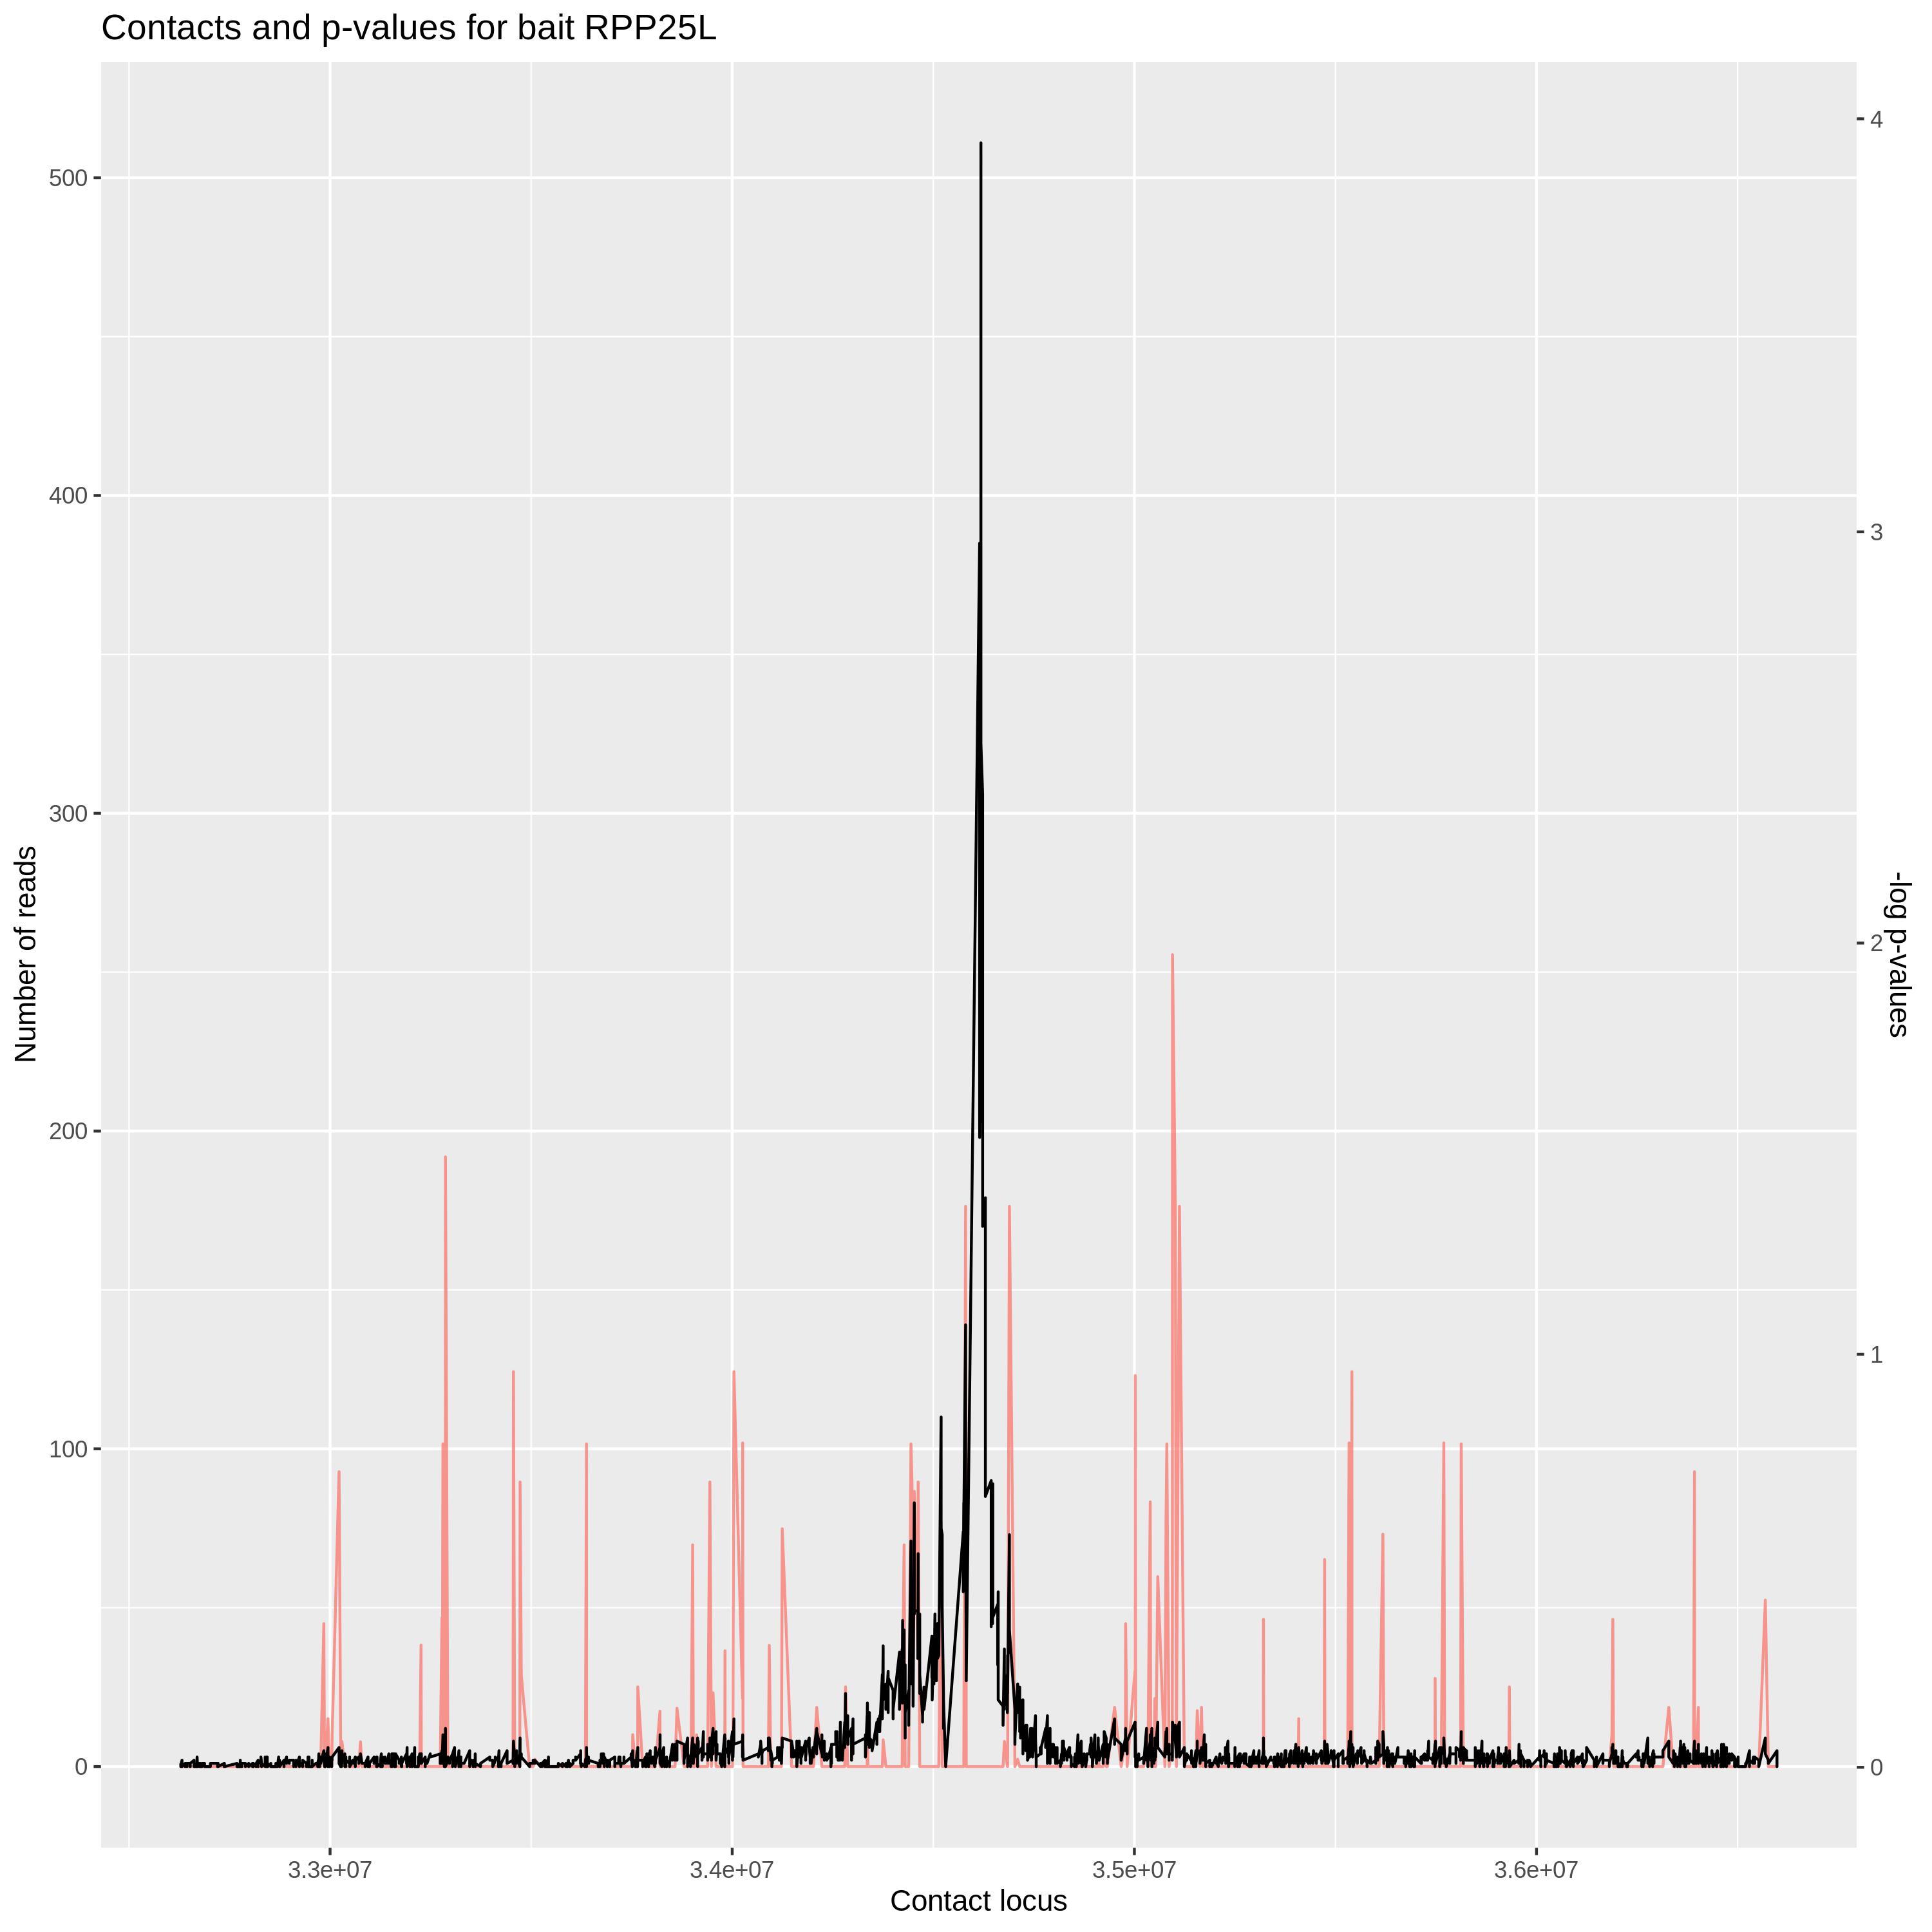 Contacts and p-values for bait RPP25L
500
400
300
200
100
0
Number of reads
4
3
2
1
0
-log p-values
3.3e+07
3.4e+07
3.5e+07
3.6e+07
Contact locus